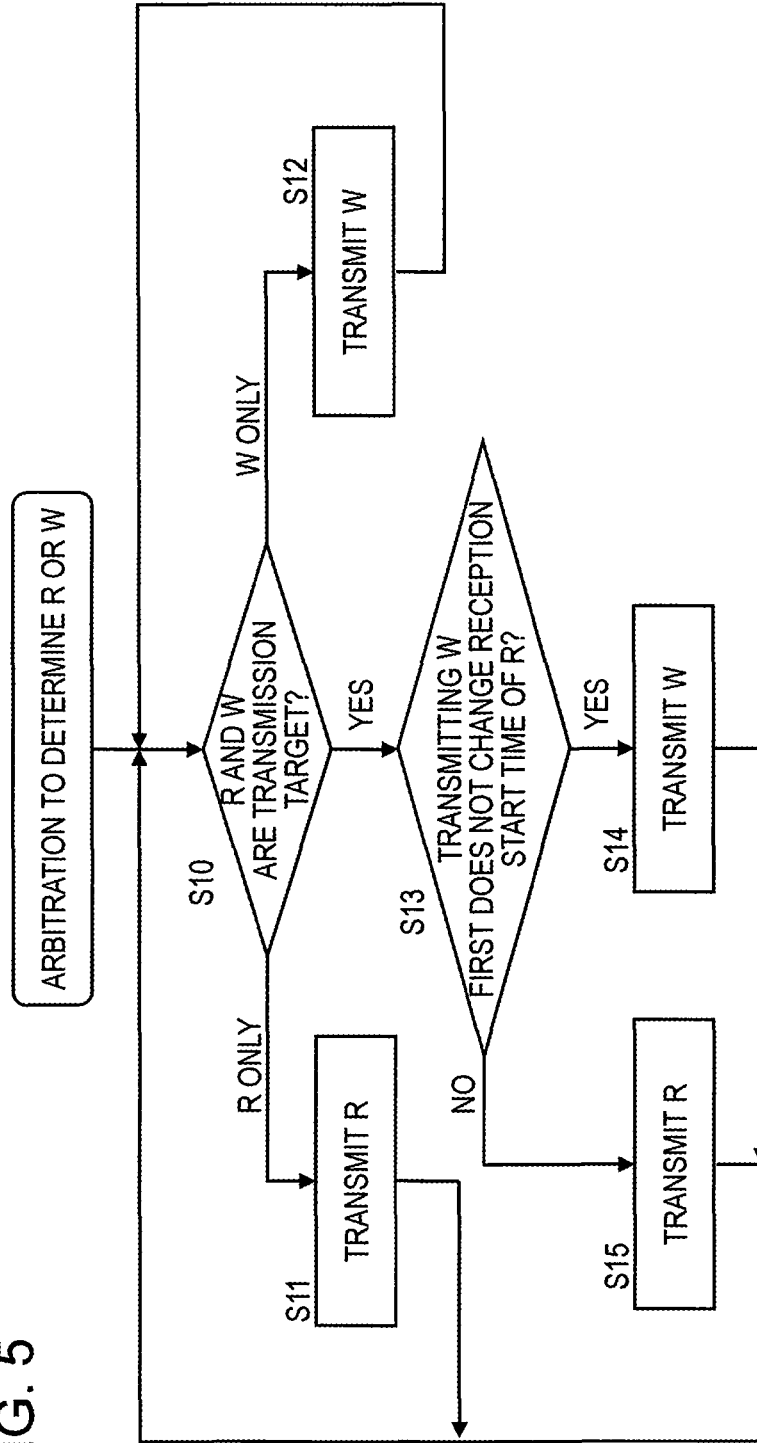 G. 5
ARBITRATION TO DETERMINE R OR W
S10
R AND W
ARE TRANSMISSION
TARGET?
R ONLY
W ONLY
YES
S11
TRANSMIT R
S12
TRANSMIT W
S13
TRANSMITTING W
FIRST DOES NOT CHANGE RECEPTION
START TIME OF R?
NO
YES
S15
TRANSMIT R
S14
TRANSMIT W